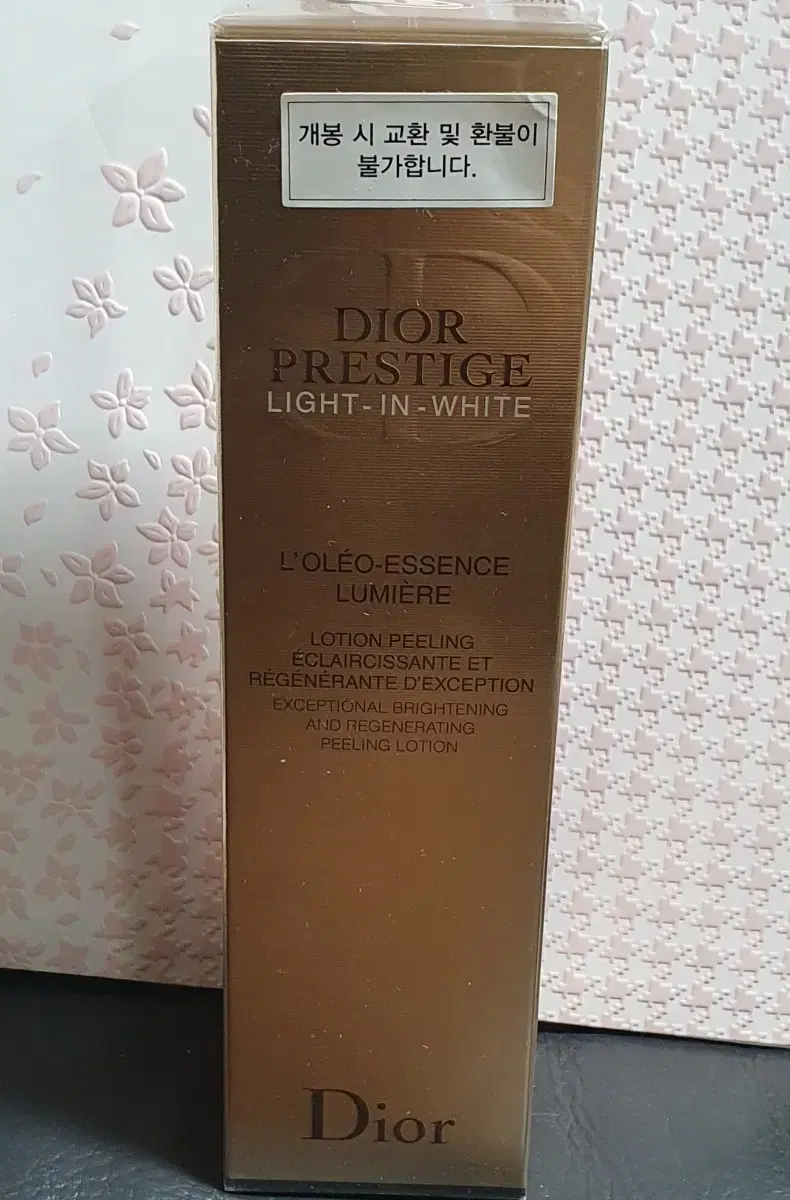 개봉 시 교환 및 환불이
불가합니다.
DIOR
PRESTIGE
LIGHT-IN-WHITE
L'OLÉO-ESSENCE
LUMIÈRE
LOTION PEELING
ÉCLAIRCISSANTE ET
RÉGÉNÉRANTE D'EXCEPTION
EXCEPTIONAL BRIGHTENING
AND REGENERATING
PEELING LOTION
Dior